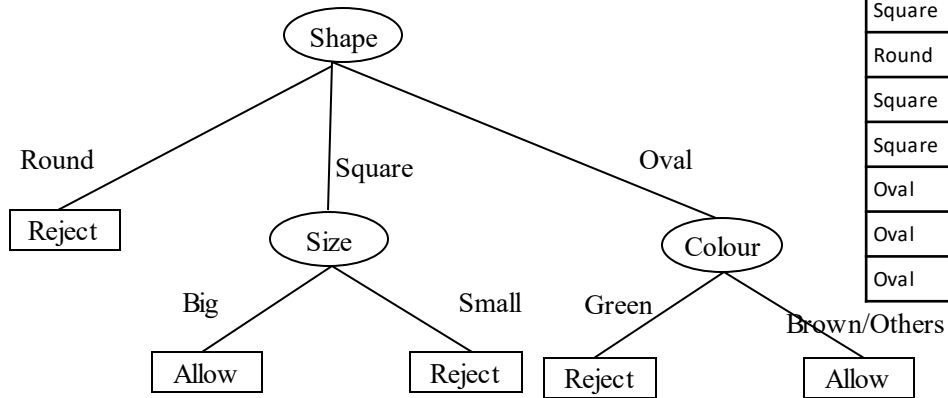 Shape
Round
Square
Oval
Reject
Size
Colour
Big
Small
Green
Brown/Others
Allow
Reject
Reject
Allow
Square
Round
Square
Square
Oval
Oval
Oval